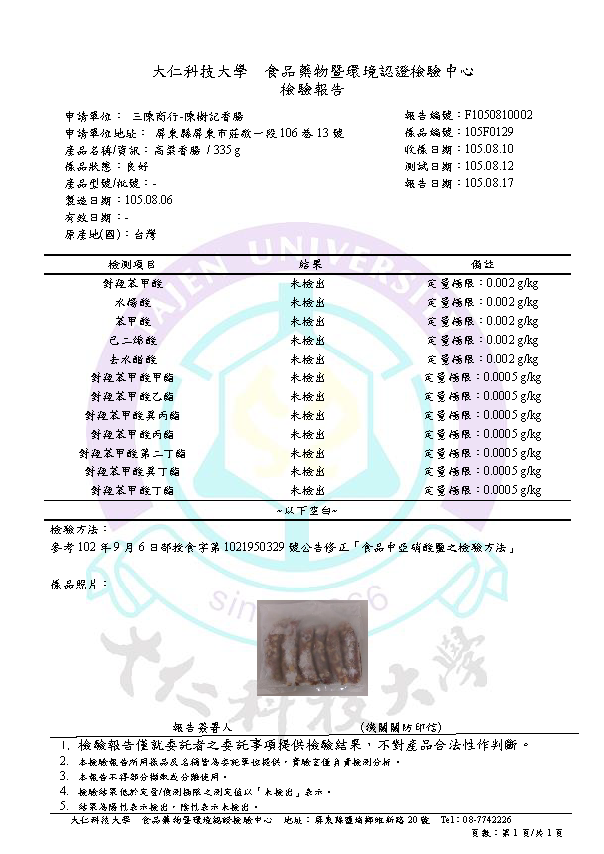 大仁科技大學 食品藥物暨環境認證檢驗中心
檢驗報告
申請單位： 三陳商行-陳樹記香腸
報告編號：F1050810002
申請單位地址： 屏東縣屏東市莊敬一段106巷13號
樣品編號：105F0129
產品名稱/資訊：高粱香腸 / 335 g
收樣日期：105.08.10
樣品狀態：良好
測試日期：105.08.12
產品型號/批號：-
報告日期：105.08.17
製造日期：105.08.06
有效日期：-
原產地(國)：台灣
檢測項目 結果 備註
對羥苯甲酸 未檢出 定量極限：0.002 g/kg
水楊酸 未檢出 定量極限：0.002 g/kg
苯甲酸 未檢出 定量極限：0.002 g/kg
己二烯酸 未檢出 定量極限：0.002 g/kg
去水醋酸 未檢出 定量極限：0.002 g/kg
對羥苯甲酸甲酯 未檢出 定量極限：0.0005 g/kg
對羥苯甲酸乙酯 未檢出 定量極限：0.0005 g/kg
對羥苯甲酸異丙酯 未檢出 定量極限：0.0005 g/kg
對羥苯甲酸丙酯 未檢出 定量極限：0.0005 g/kg
對羥苯甲酸第二丁酯 未檢出 定量極限：0.0005 g/kg
對羥苯甲酸異丁酯 未檢出 定量極限：0.0005 g/kg
對羥苯甲酸丁酯 未檢出 定量極限：0.0005 g/kg
~以下空白~
檢驗方法：
參考102年9月6日部授食字第1021950329號公告修正「食品中亞硝酸鹽之檢驗方法」
樣品照片：
TAJEN UNIVERSITY
since 1966
大仁科技大學
報告簽署人 (機關關防印信)
1. 檢驗報告僅就委託者之委託事項提供檢驗結果，不對產品合法性作判斷。
2. 本檢驗報告所用樣品及名稱皆為委託單位提供，實驗室僅負責檢測分析。
3. 本報告不得部分擷取或分離使用。
4. 檢驗結果低於定量/偵測極限之測定值以「未檢出」表示。
5. 結果為陽性表示檢出，陰性表示未檢出。
大仁科技大學 食品藥物暨環境認證檢驗中心 地址：屏東縣鹽埔鄉維新路20號 Tel：08-7742226
頁數：第1頁/共1頁